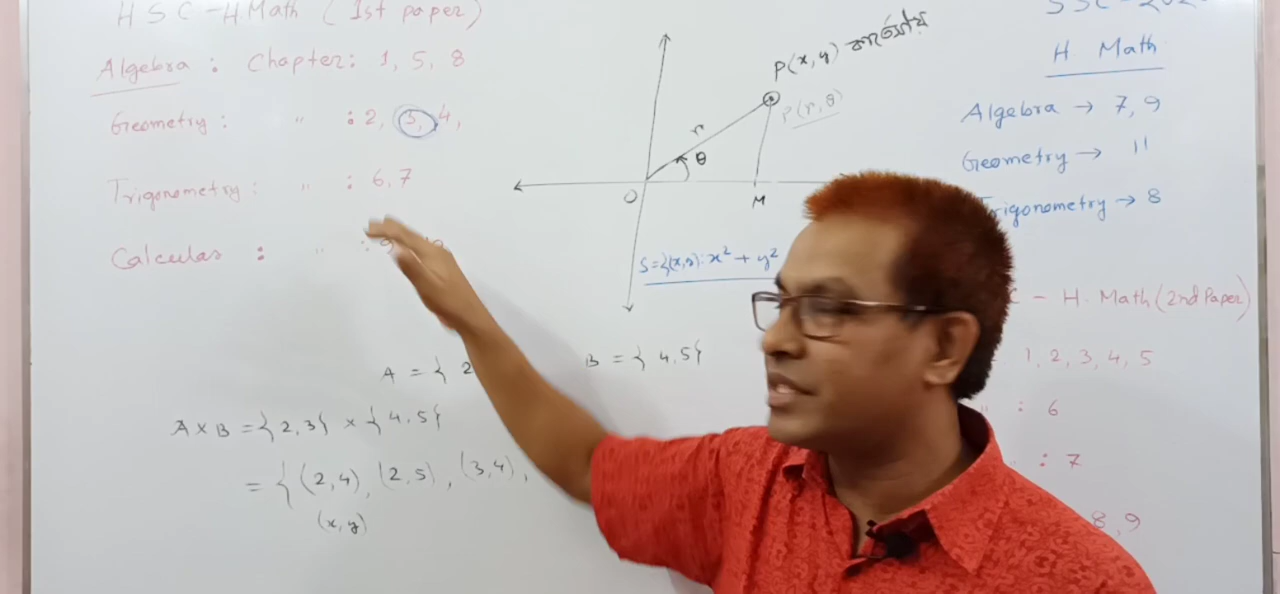 HSC-HMath (1st paper)
Algebra : Chapter: 1, 5, 8
Geometry : " : 2, 3, 4,
Trigonometry : " : 6, 7
Calculas : " : 9
P(x, y) কার্তেসীয়
P(r, θ)
r
θ
O
M
S={(x,y): x² + y²
A = { 2
B = { 4,5}
A × B = {2,3} × {4,5}
= { (2,4), (2,5), (3,4),
(x, y)
SSC-
H. Math
Algebra → 7, 9
Geometry → 11
Trigonometry → 8
- H. Math (2nd Paper)
1, 2, 3, 4, 5
" : 6
: 7
8, 9